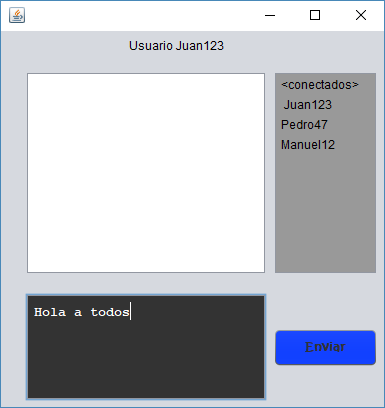 Usuario Juan123
<conectados>
Juan123
Pedro47
Manuel12
Hola a todos
Enviar